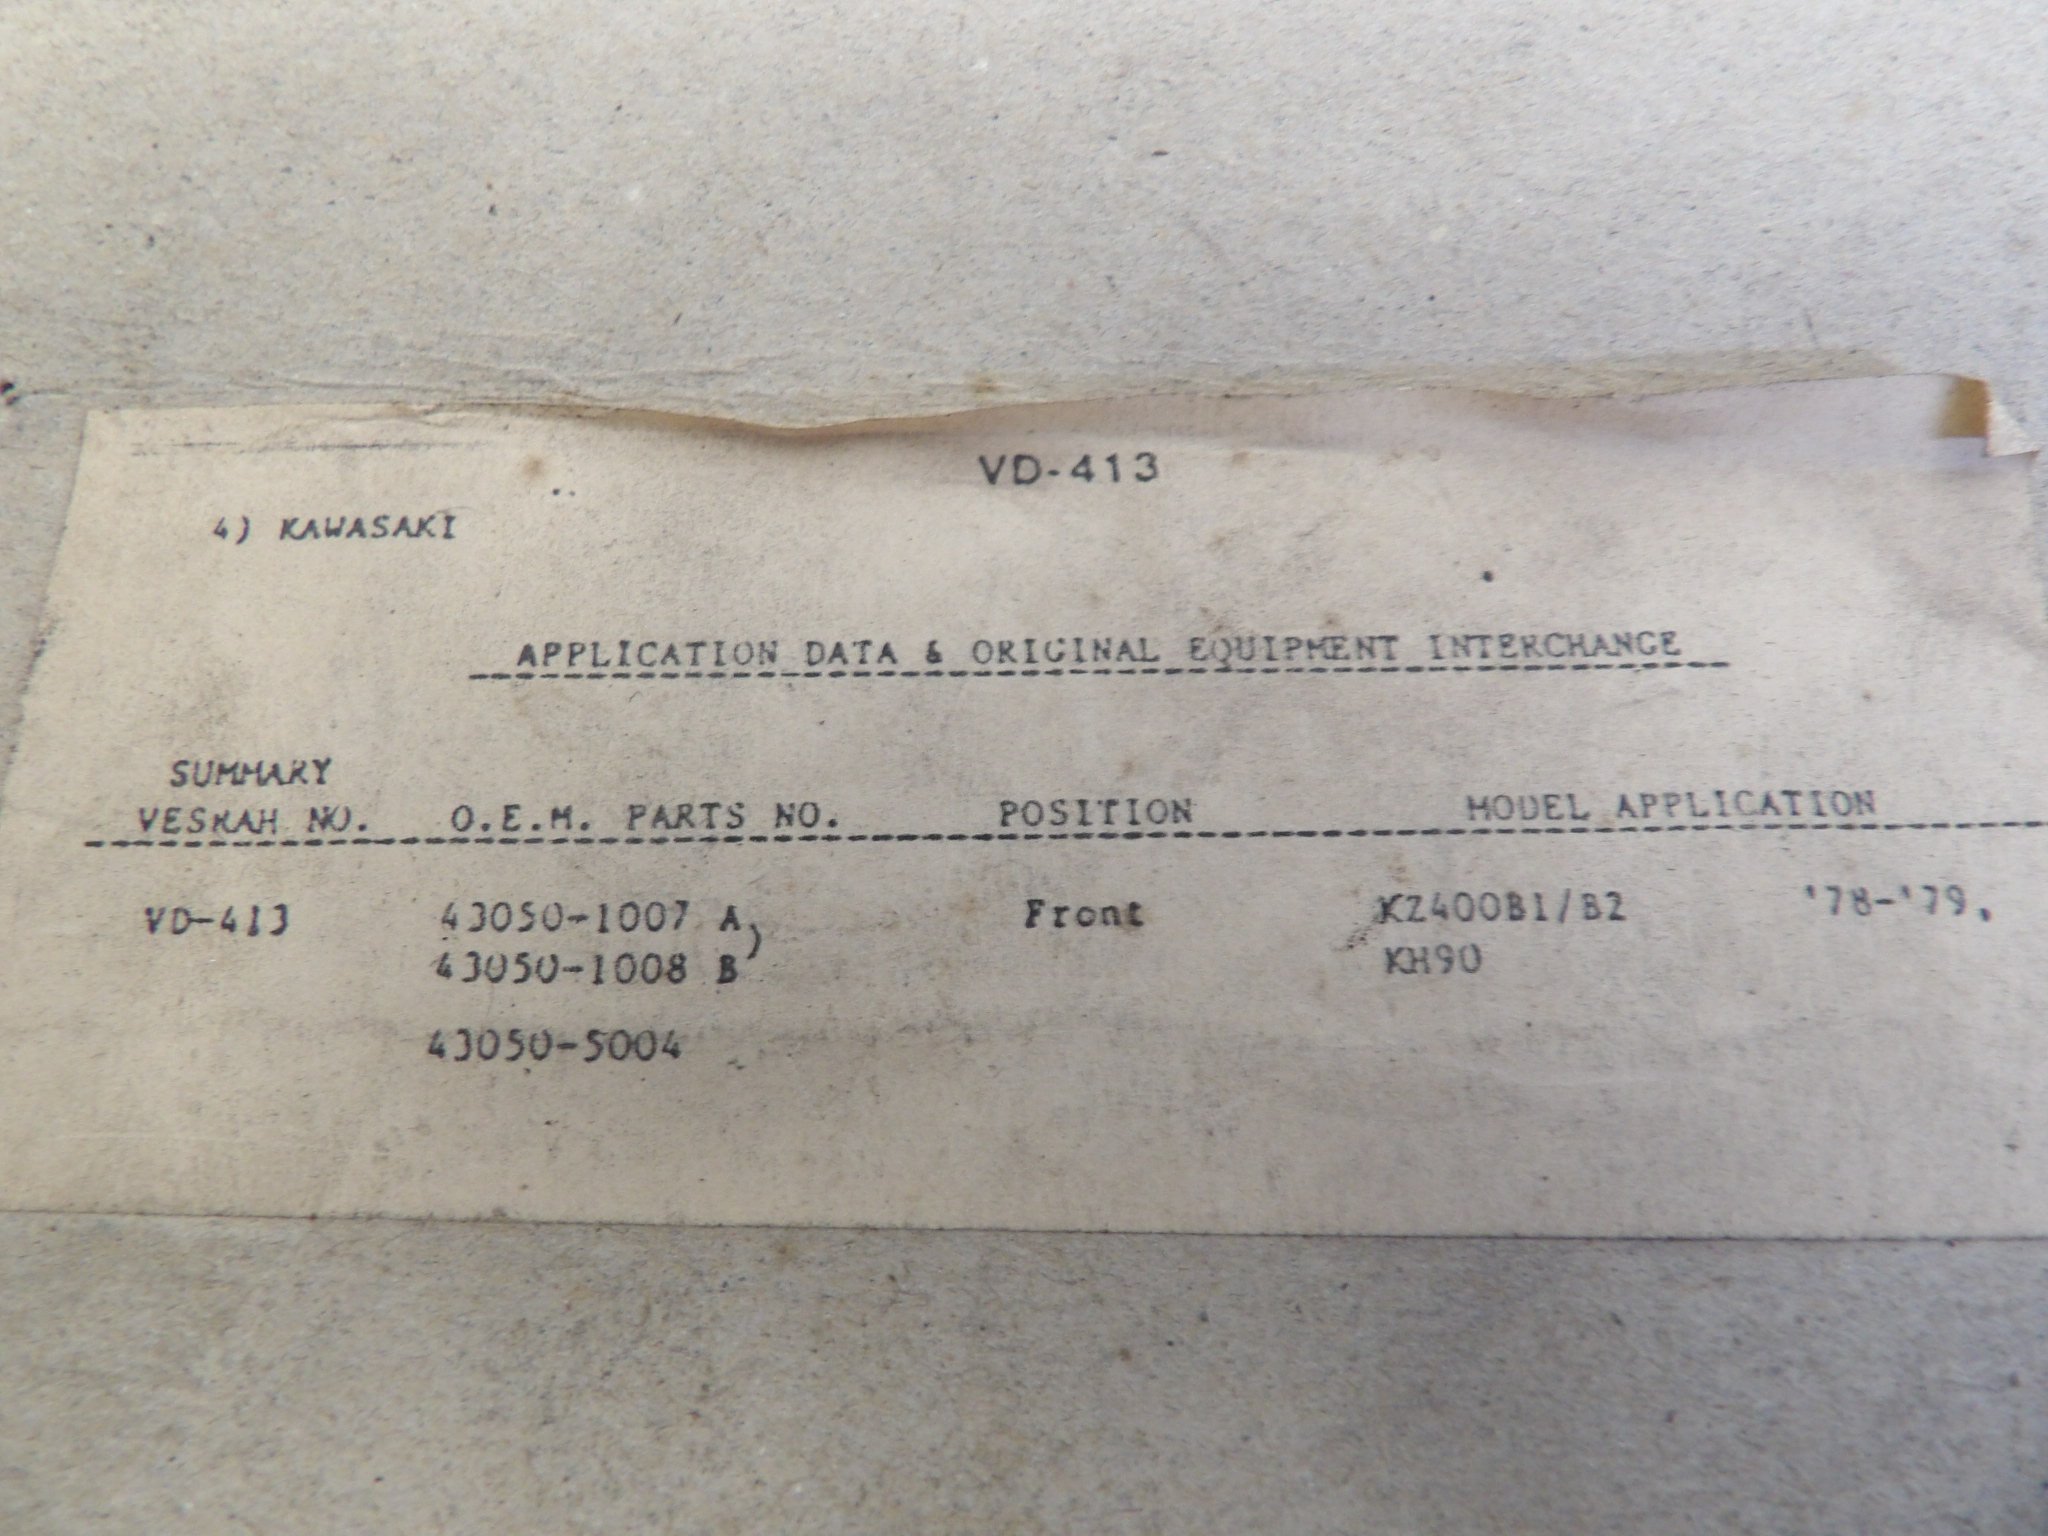 VD-413
4) KAWASAKI
APPLICATION DATA & ORIGINAL EQUIPMENT INTERCHANGE
SUMMARY
VESRAH NO. O.E.M. PARTS NO. POSITION MODEL APPLICATION
VD-413 43050-1007 A) Front KZ400B1/B2 '78-'79,
43050-1008 B KH90
43050-5004